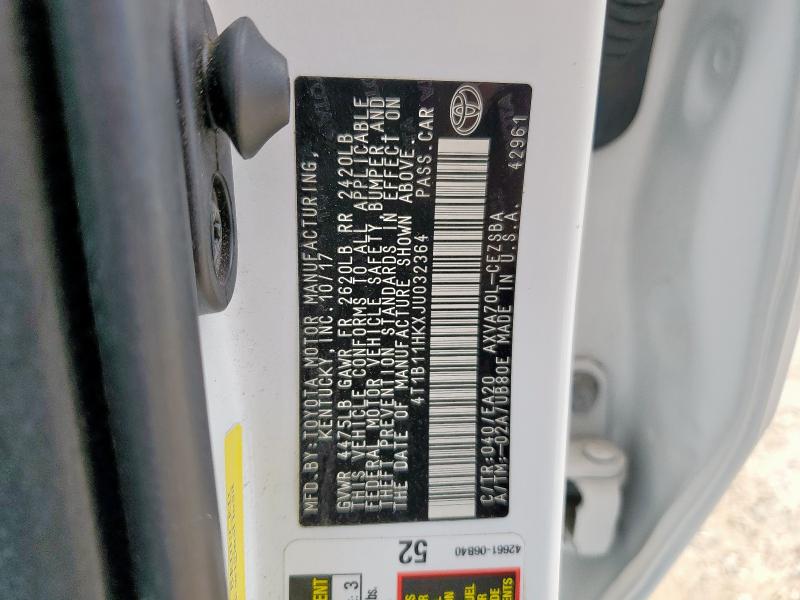 MFD.BY:TOYOTA MOTOR MANUFACTURING,
KENTUCKY,INC. 10/17
GVWR 4475LB GAWR FR 2620LB RR 2420LB
THIS VEHICLE CONFORMS TO ALL APPLICABLE
FEDERAL MOTOR VEHICLE SAFETY, BUMPER,AND
THEFT PREVENTION STANDARDS IN EFFECT ON
THE DATE OF MANUFACTURE SHOWN ABOVE.
4T1B11HKXJU032364 PASS.CAR
C/TR:040/EA20 AXVA70L-CEZSBA
A/TM:-02A/UB80E MADE IN U.S.A. 42961
52
42661-06B40
3